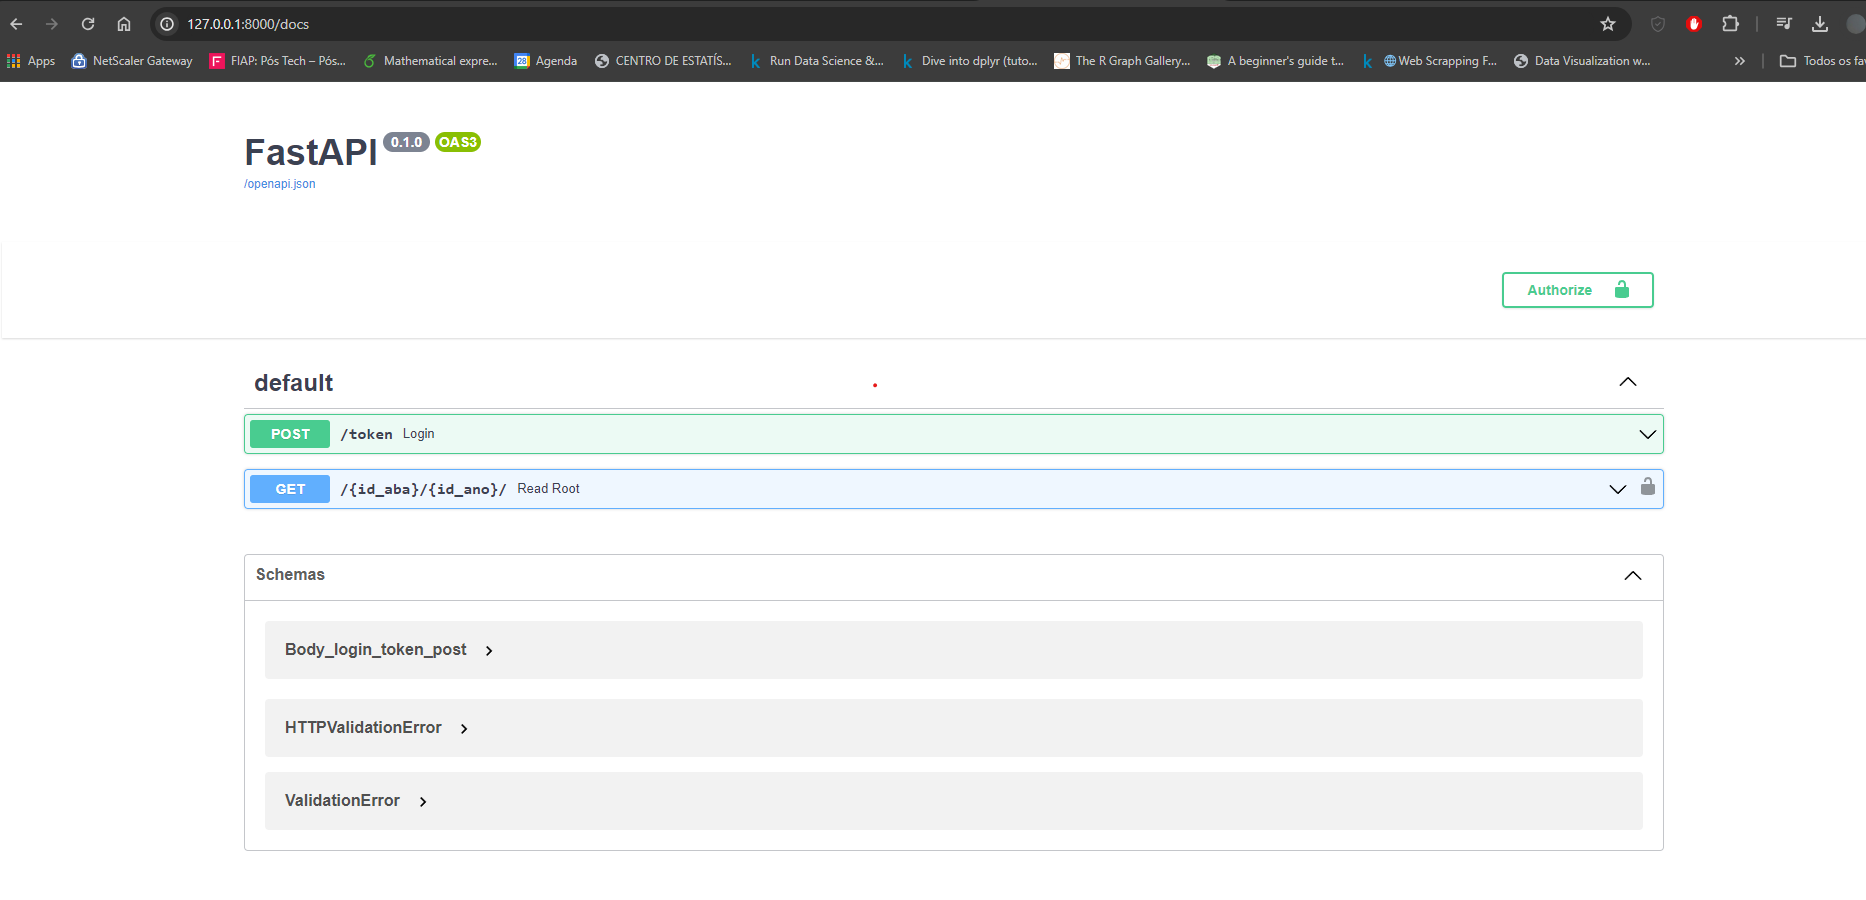 127.0.0.1:8000/docs
Apps NetScaler Gateway FIAP: Pós Tech – Pós... Mathematical expre... 28 Agenda CENTRO DE ESTATÍS... Run Data Science &... Dive into dplyr (tuto... The R Graph Gallery... A beginner's guide t... Web Scrapping F... Data Visualization w... » Todos os fav
FastAPI 0.1.0 OAS3
/openapi.json
Authorize
default
POST /token Login
GET /{id_aba}/{id_ano}/ Read Root
Schemas
Body_login_token_post
HTTPValidationError
ValidationError